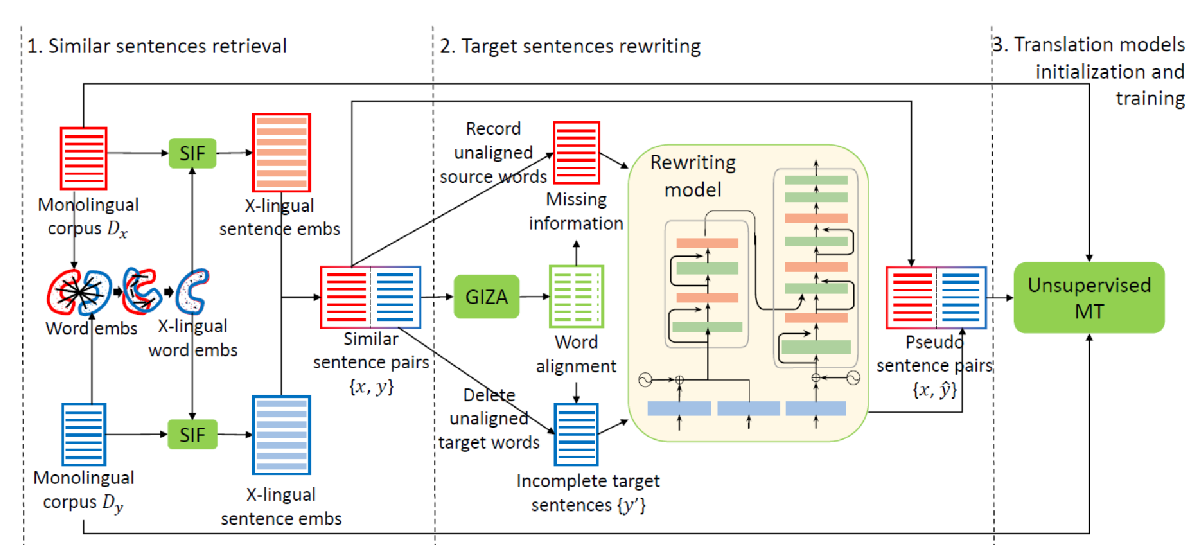 1. Similar sentences retrieval
2. Target sentences rewriting
3. Translation models
initialization and
training
SIF
Monolingual
corpus Dₓ
X-lingual
sentence embs
Word embs
X-lingual
word embs
SIF
Monolingual
corpus D_y
X-lingual
sentence embs
Similar
sentence pairs
{x, y}
Record
unaligned
source words
Missing
information
GIZA
Word
alignment
Delete
unaligned
target words
Incomplete target
sentences {y’}
Rewriting
model
Pseudo
sentence pairs
{x, ŷ}
Unsupervised
MT